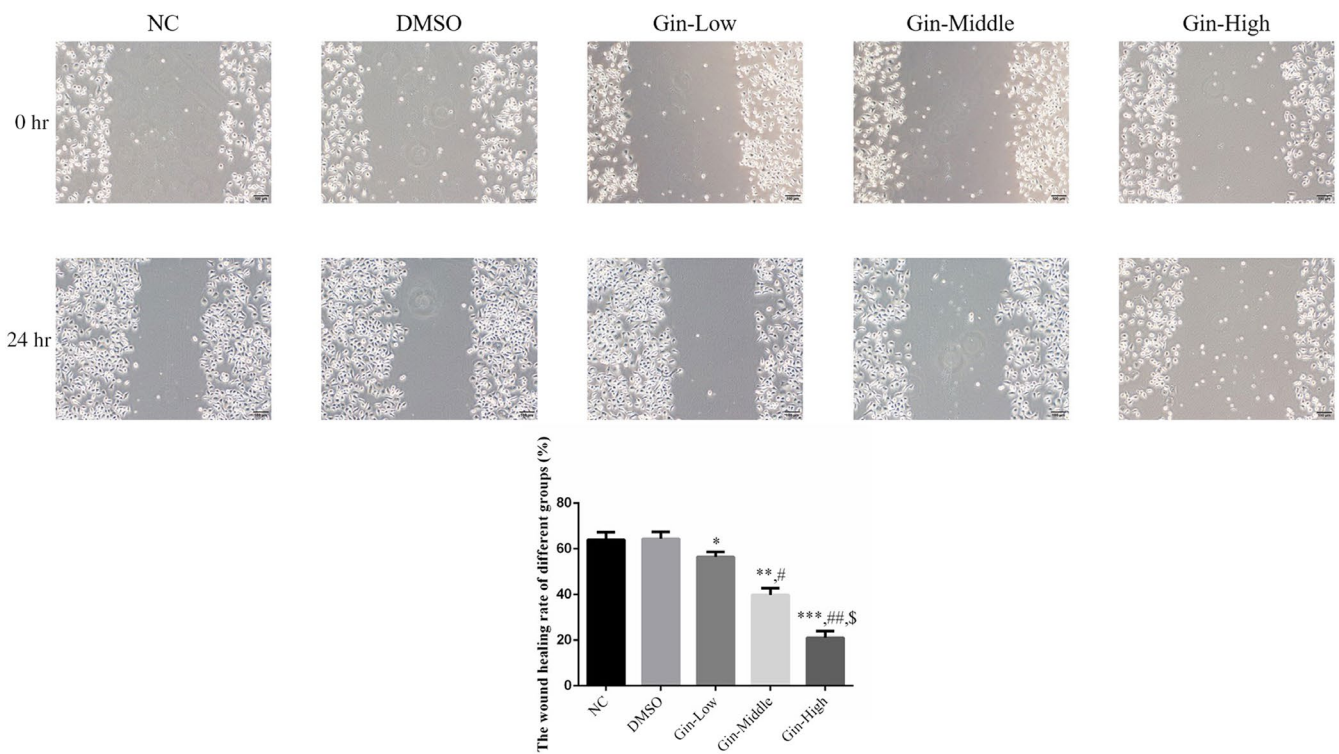 NC DMSO Gin-Low Gin-Middle Gin-High
0 hr
24 hr
The wound healing rate of different groups (%)
80
60
40
20
0
*
**,#
***,##,$
NC
DMSO
Gin-Low
Gin-Middle
Gin-High